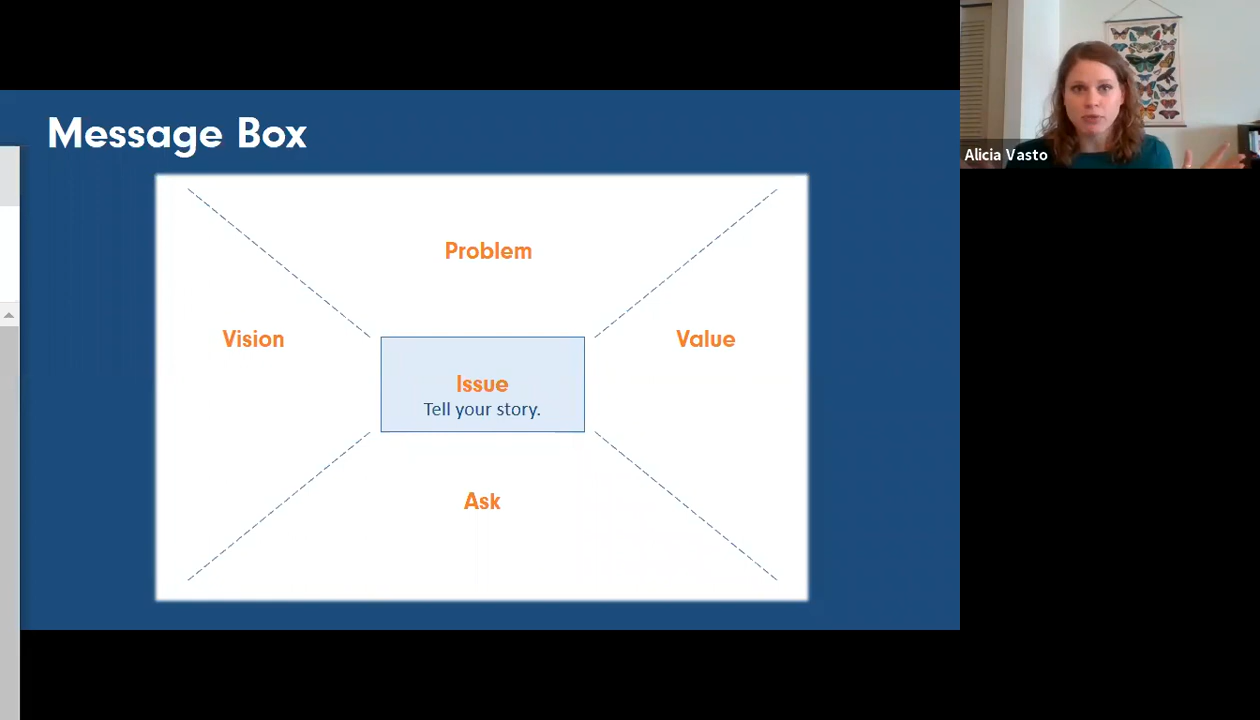 Message Box
Alicia Vasto
Problem
Vision
Value
Issue
Tell your story.
Ask